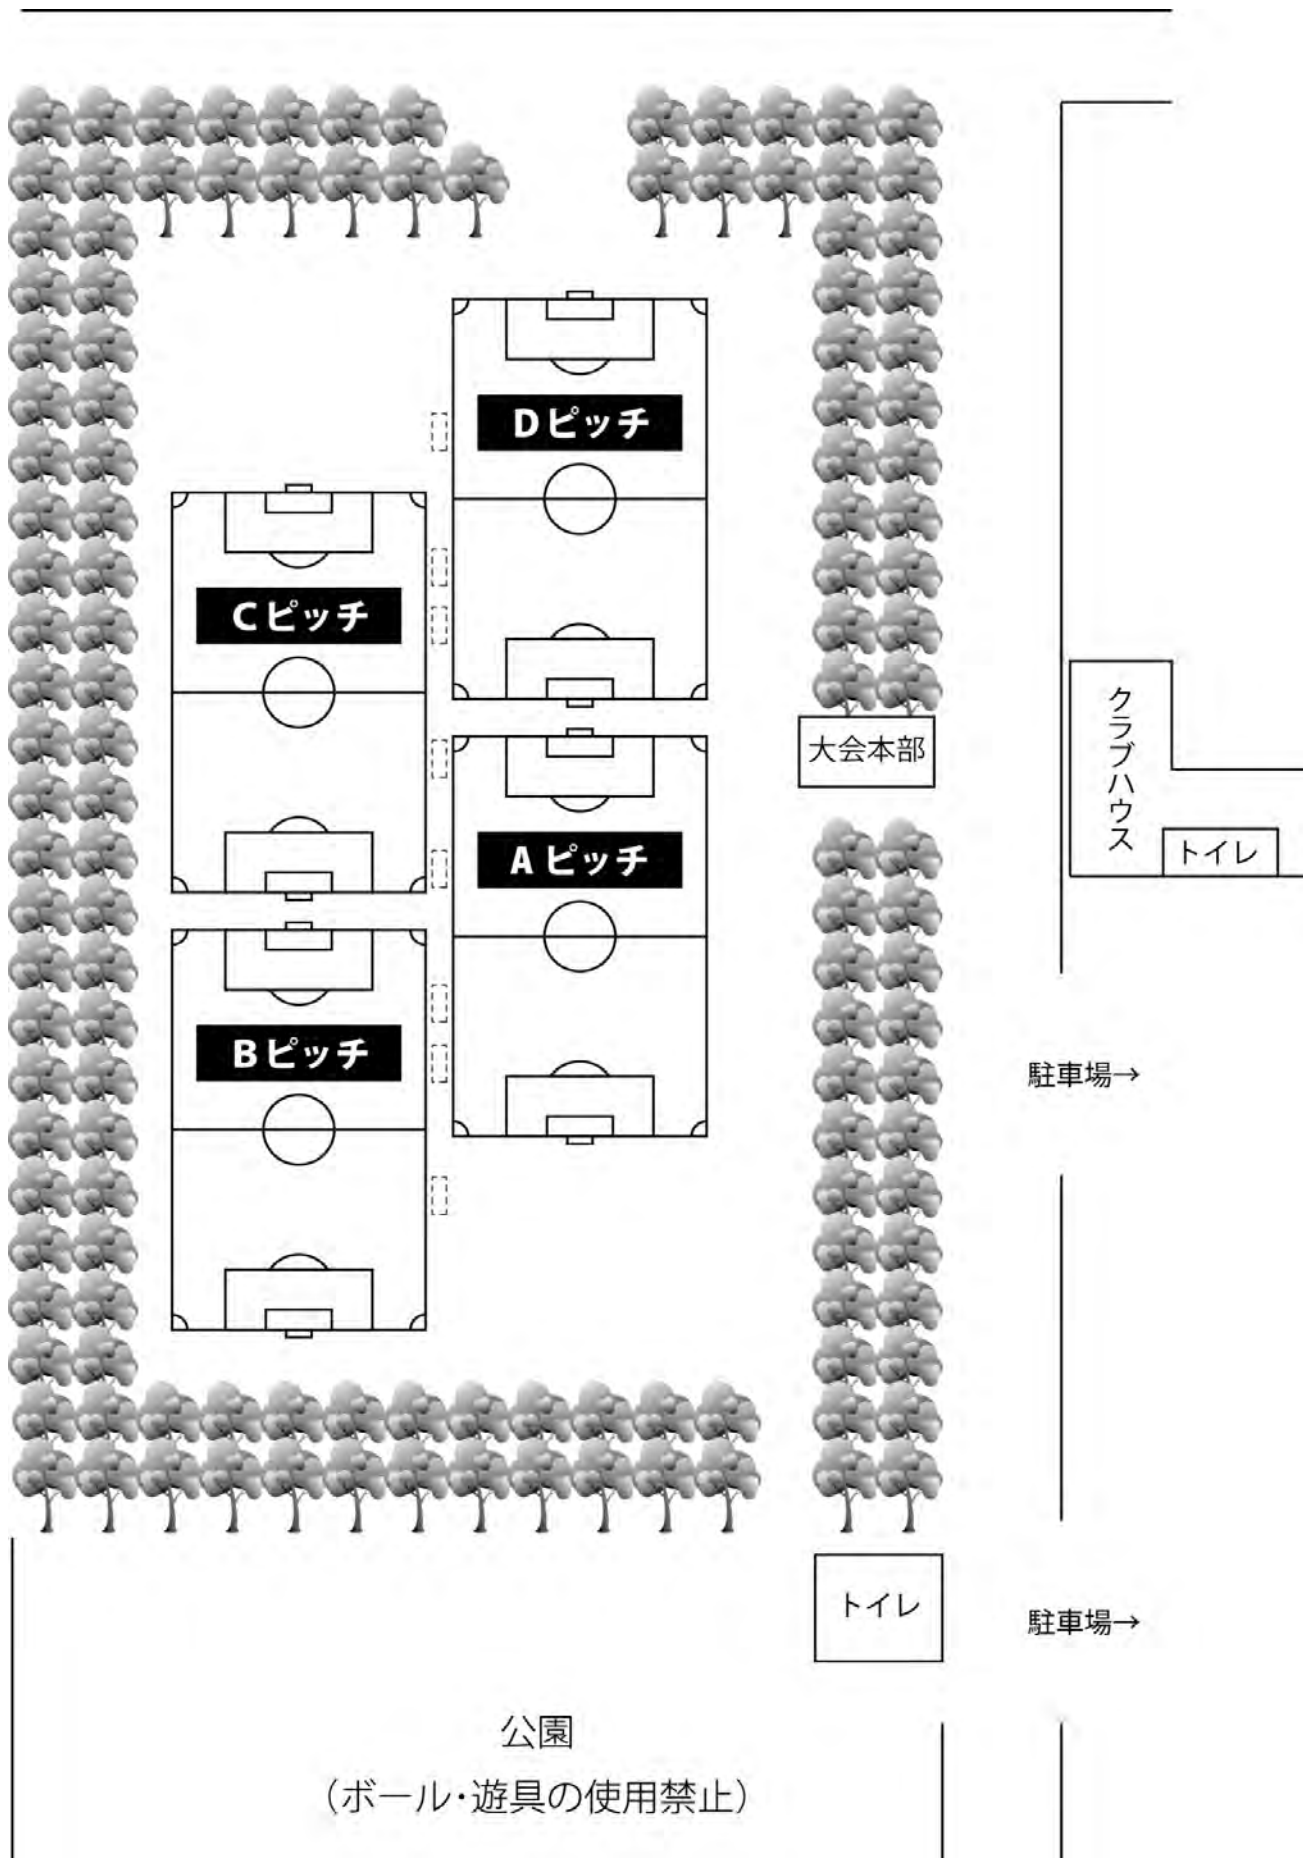 Dピッチ
Cピッチ
大会本部
クラブハウス
Aピッチ
トイレ
Bピッチ
駐車場→
トイレ
駐車場→
公園
(ボール・遊具の使用禁止)